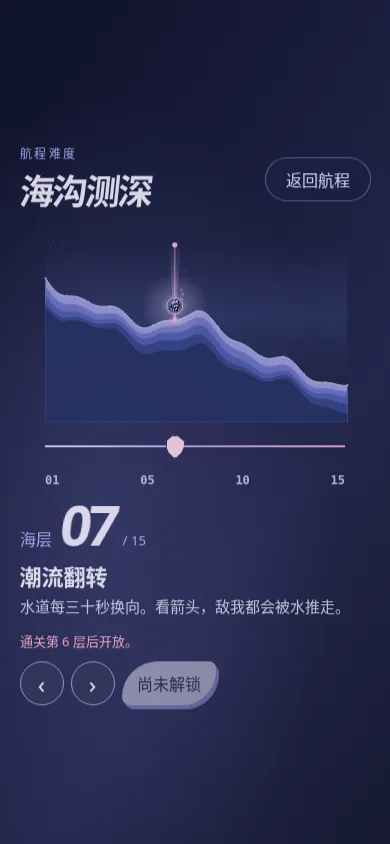 航程难度
海沟测深
返回航程
01 05 10 15
海层 07 / 15
潮流翻转
水道每三十秒换向。看箭头，敌我都会被水推走。
通关第 6 层后开放。
‹ › 尚未解锁